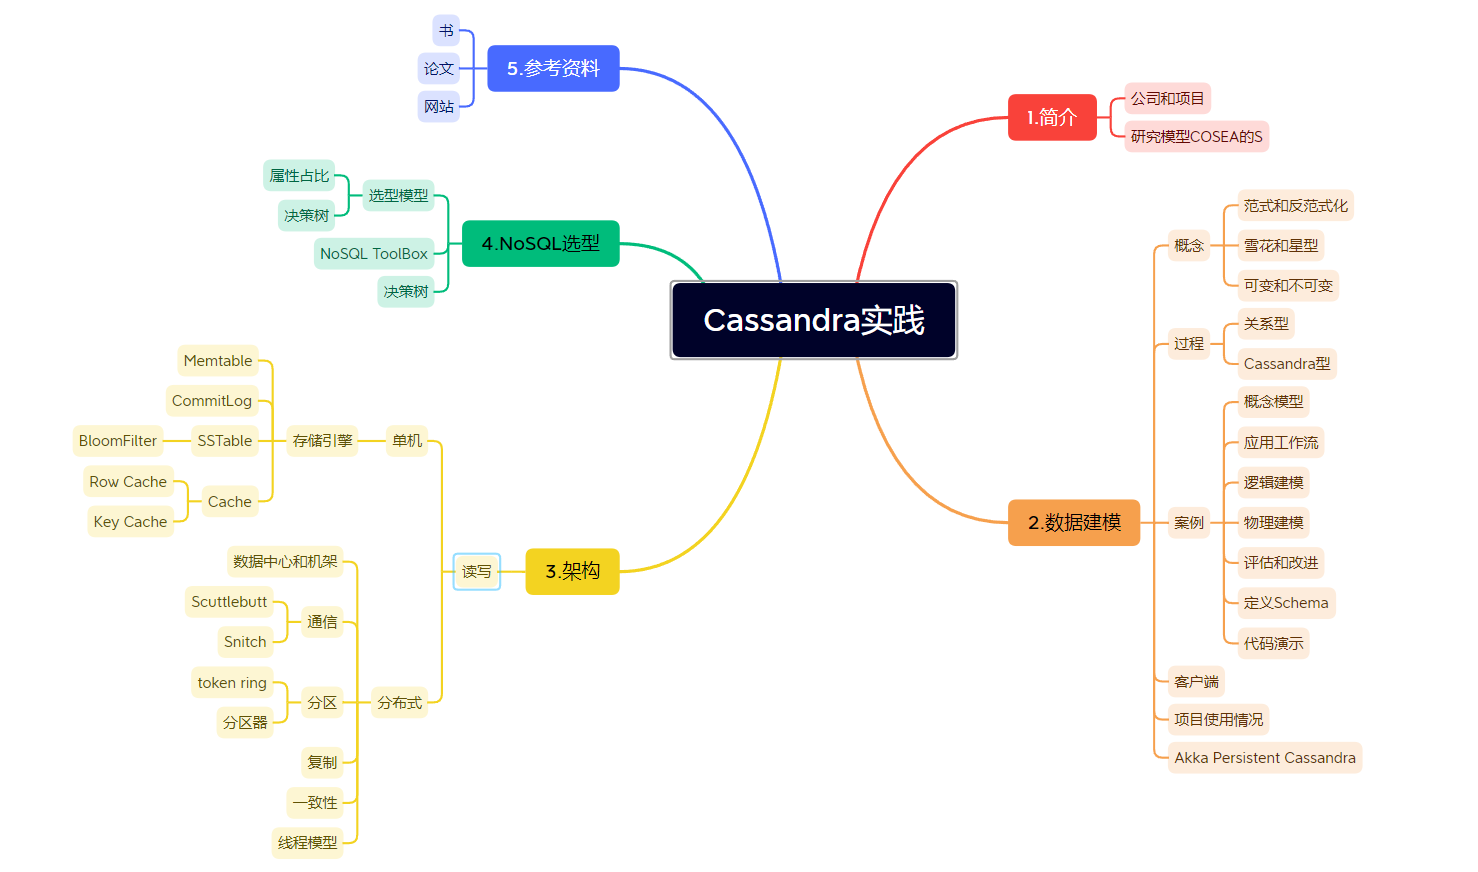 Cassandra实践
1.简介
公司和项目
研究模型COSEA的S
2.数据建模
概念
范式和反范式化
雪花和星型
可变和不可变
过程
关系型
Cassandra型
案例
概念模型
应用工作流
逻辑建模
物理建模
评估和改进
定义Schema
代码演示
客户端
项目使用情况
Akka Persistent Cassandra
3.架构
读写
单机
存储引擎
Memtable
CommitLog
SSTable
BloomFilter
Cache
Row Cache
Key Cache
分布式
数据中心和机架
通信
Scuttlebutt
Snitch
分区
token ring
分区器
复制
一致性
线程模型
4.NoSQL选型
选型模型
属性占比
决策树
NoSQL ToolBox
决策树
5.参考资料
书
论文
网站